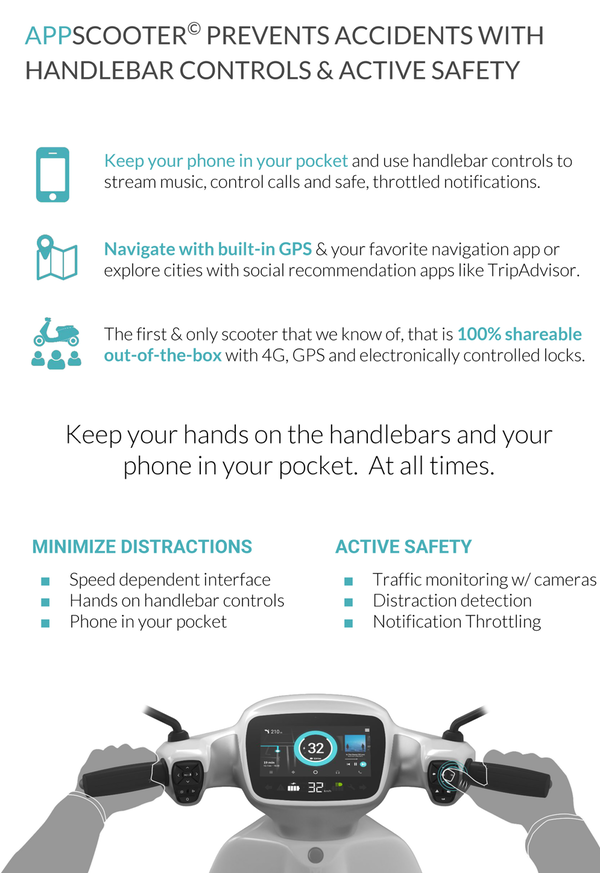 APPSCOOTER© PREVENTS ACCIDENTS WITH
HANDLEBAR CONTROLS & ACTIVE SAFETY
Keep your phone in your pocket and use handlebar controls to
stream music, control calls and safe, throttled notifications.
Navigate with built-in GPS & your favorite navigation app or
explore cities with social recommendation apps like TripAdvisor.
The first & only scooter that we know of, that is 100% shareable
out-of-the-box with 4G, GPS and electronically controlled locks.
Keep your hands on the handlebars and your
phone in your pocket. At all times.
MINIMIZE DISTRACTIONS
■ Speed dependent interface
■ Hands on handlebar controls
■ Phone in your pocket
ACTIVE SAFETY
■ Traffic monitoring w/ cameras
■ Distraction detection
■ Notification Throttling
210
32
32